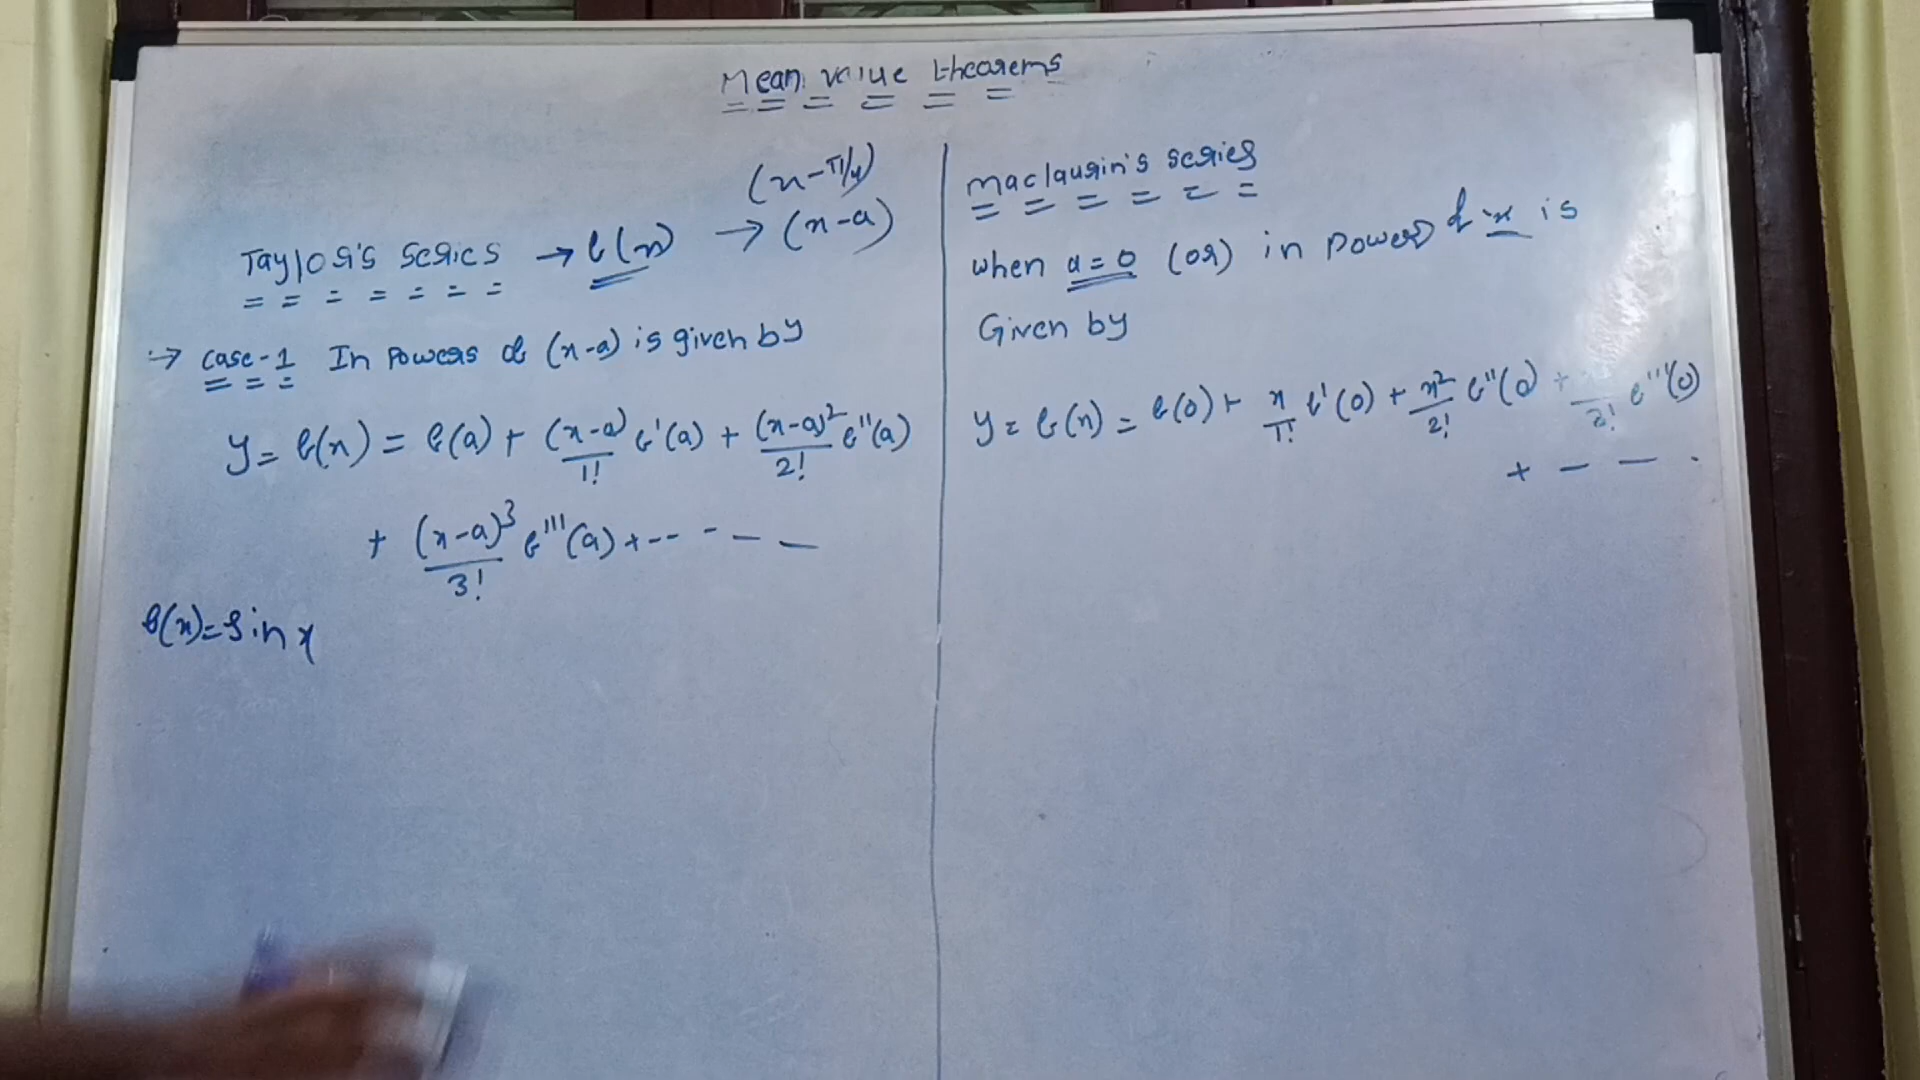 Mean value theorems
(x-π/4)
Taylor's series → f(x) → (x-a)
:→ case-1 In Powers of (x-a) is given by
y = f(x) = f(a) + (x-a)/1! f'(a) + (x-a)²/2! f''(a)
+ (x-a)³/3! f'''(a) + -- - - -
f(x)=sin x
Maclaurin's series
when a=0 (or) in powers of x is
Given by
y = f(x) = f(0) + x/1! f'(0) + x²/2! f''(0) + /3! f'''(0)
+ - - .